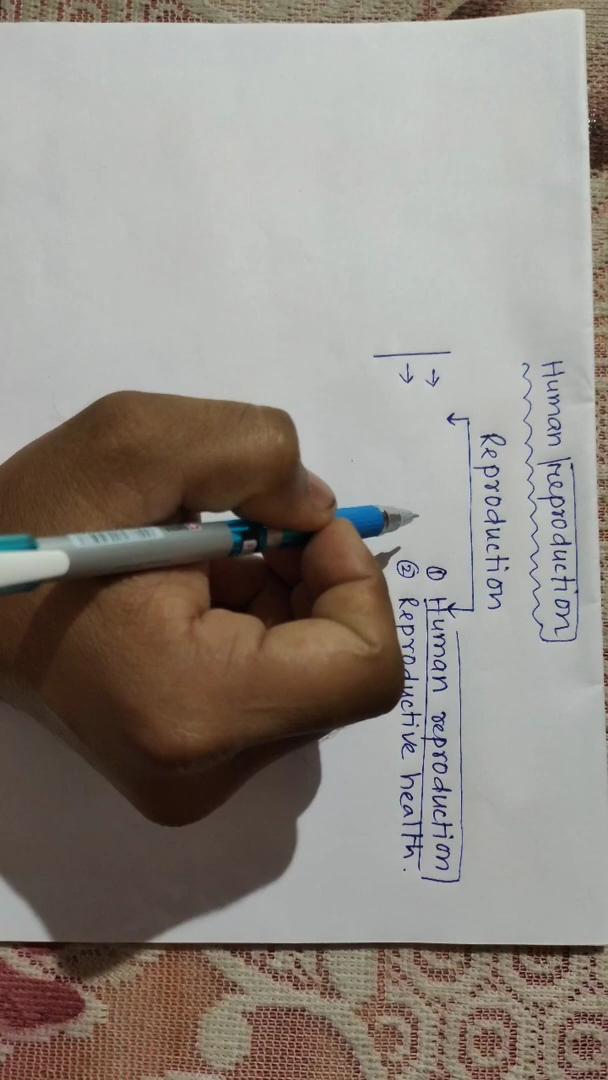 Human Reproduction
Reproduction
① Human reproduction
② Reproductive health.